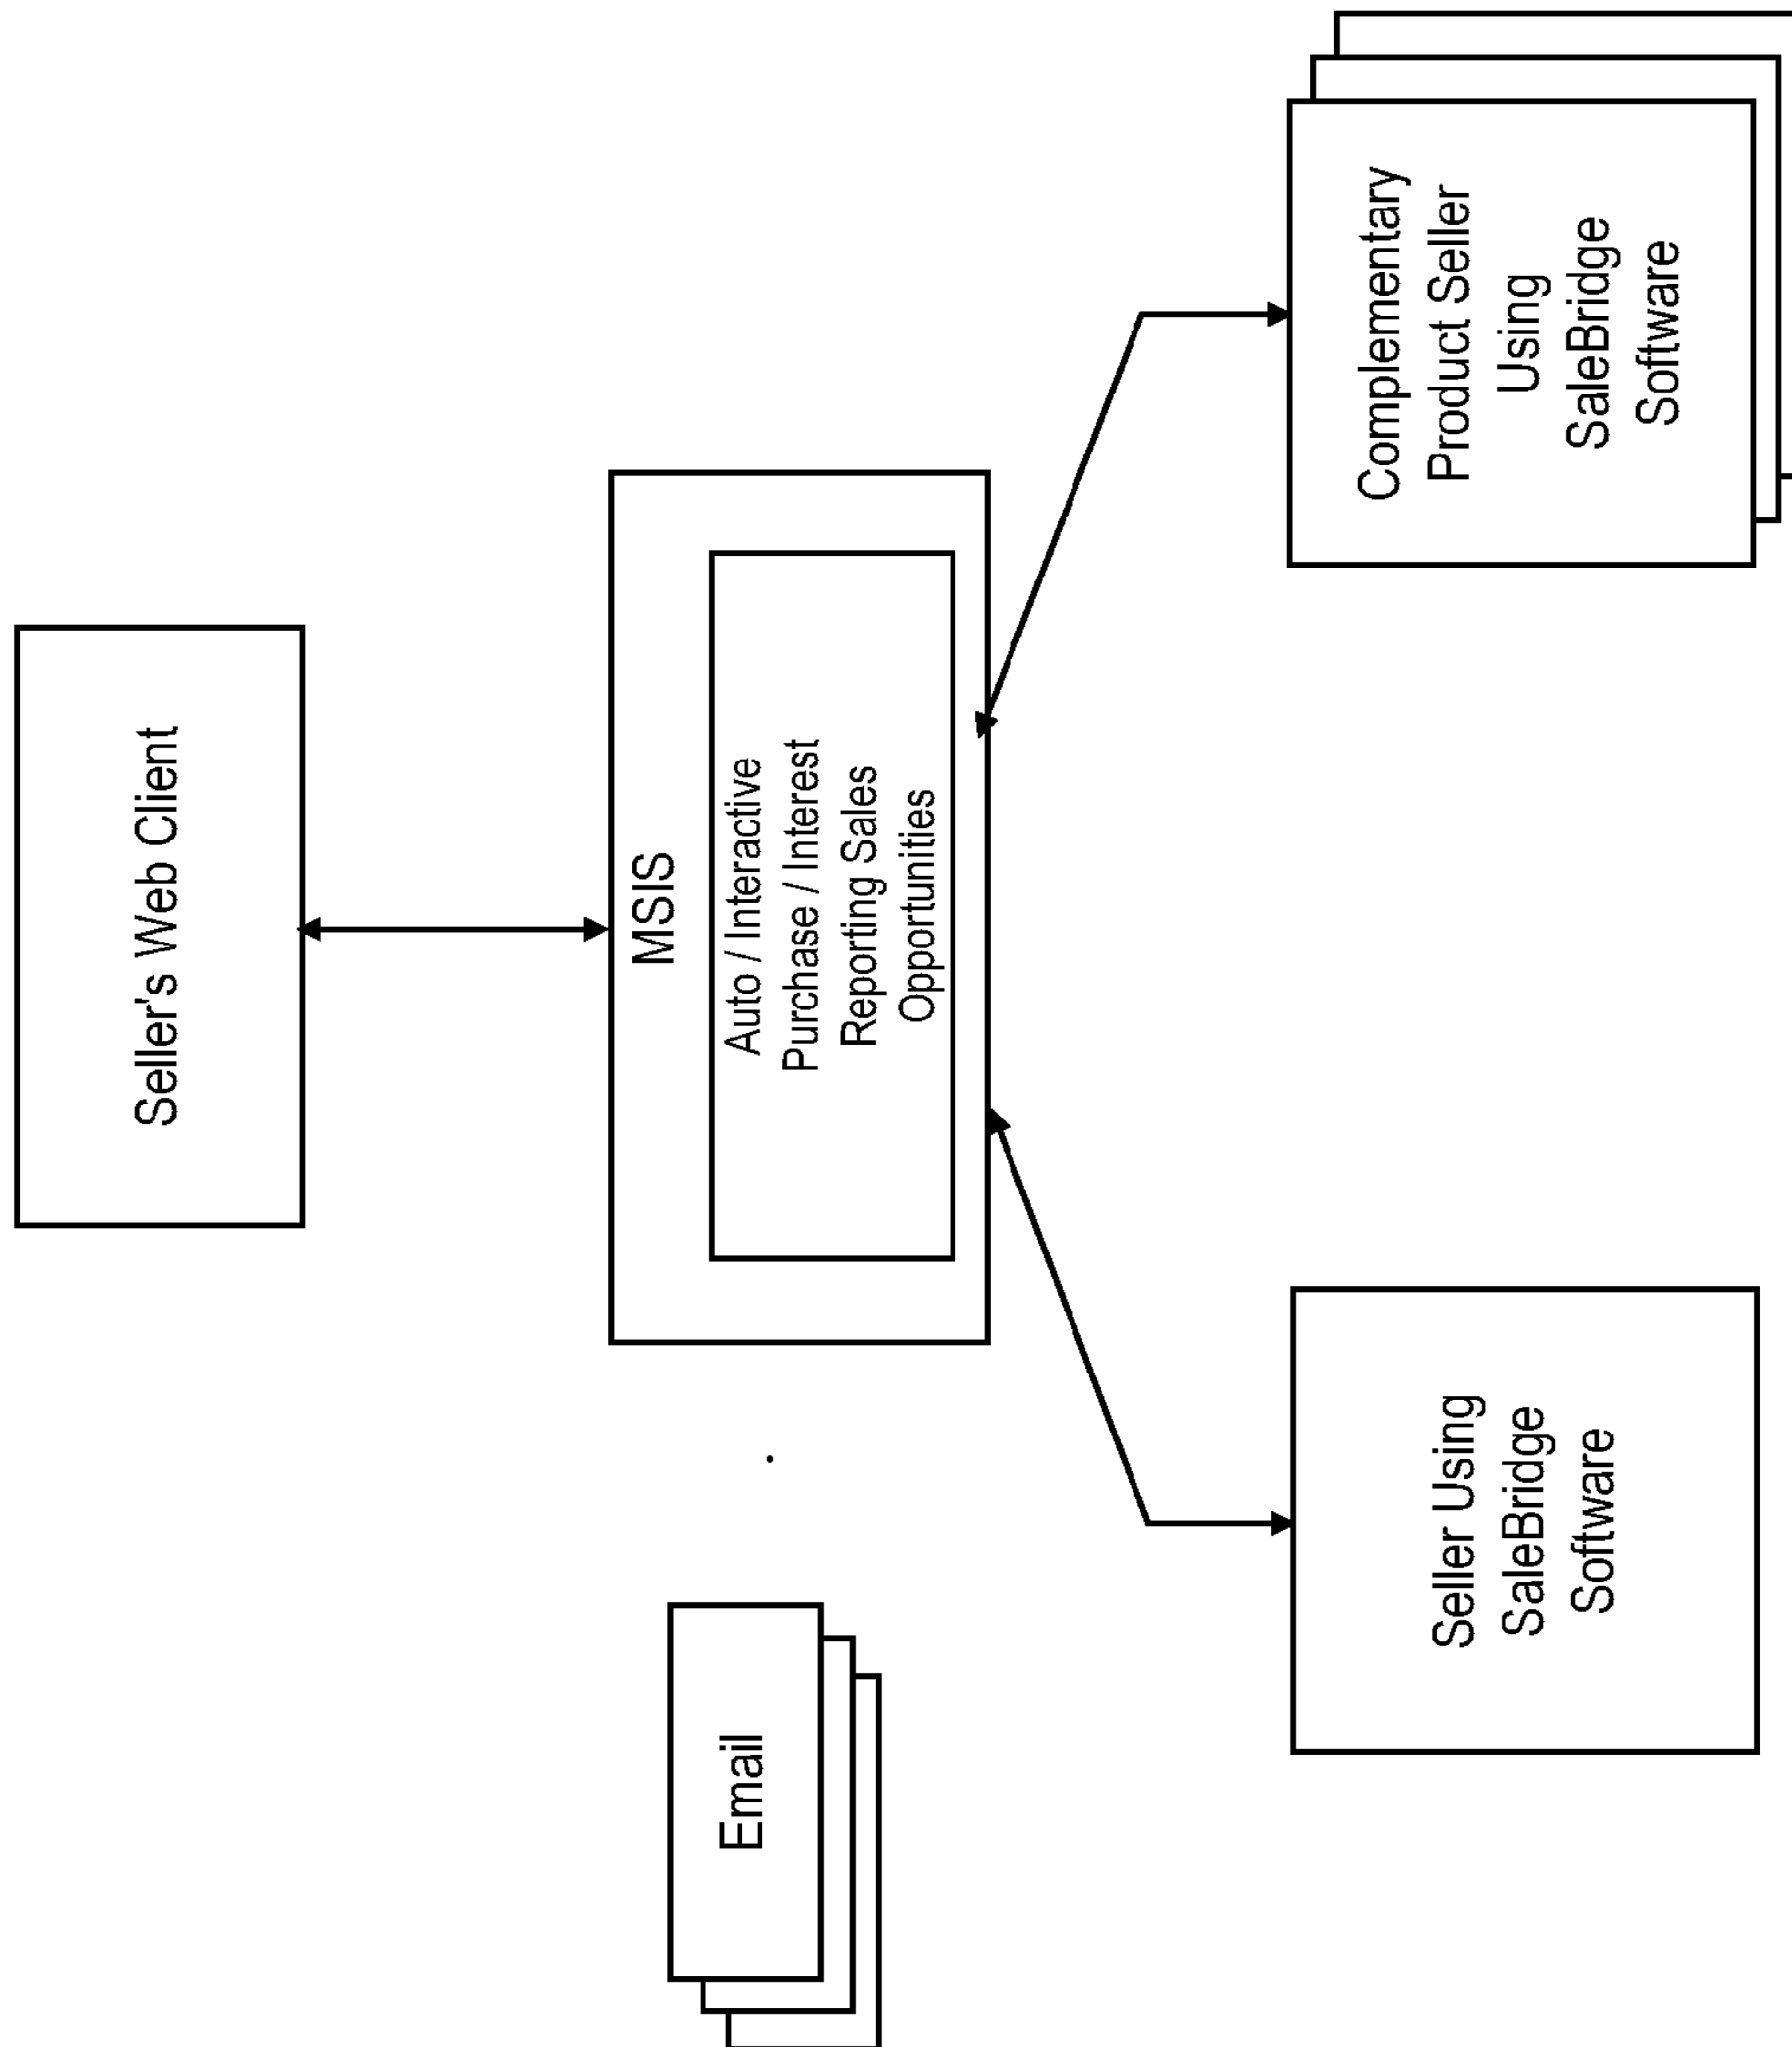 Seller's Web Client
MSIS
Auto / Interactive
Purchase / Interest
Reporting Sales
Opportunities
Email
Seller Using
SaleBridge
Software
Complementary
Product Seller
Using
SaleBridge
Software